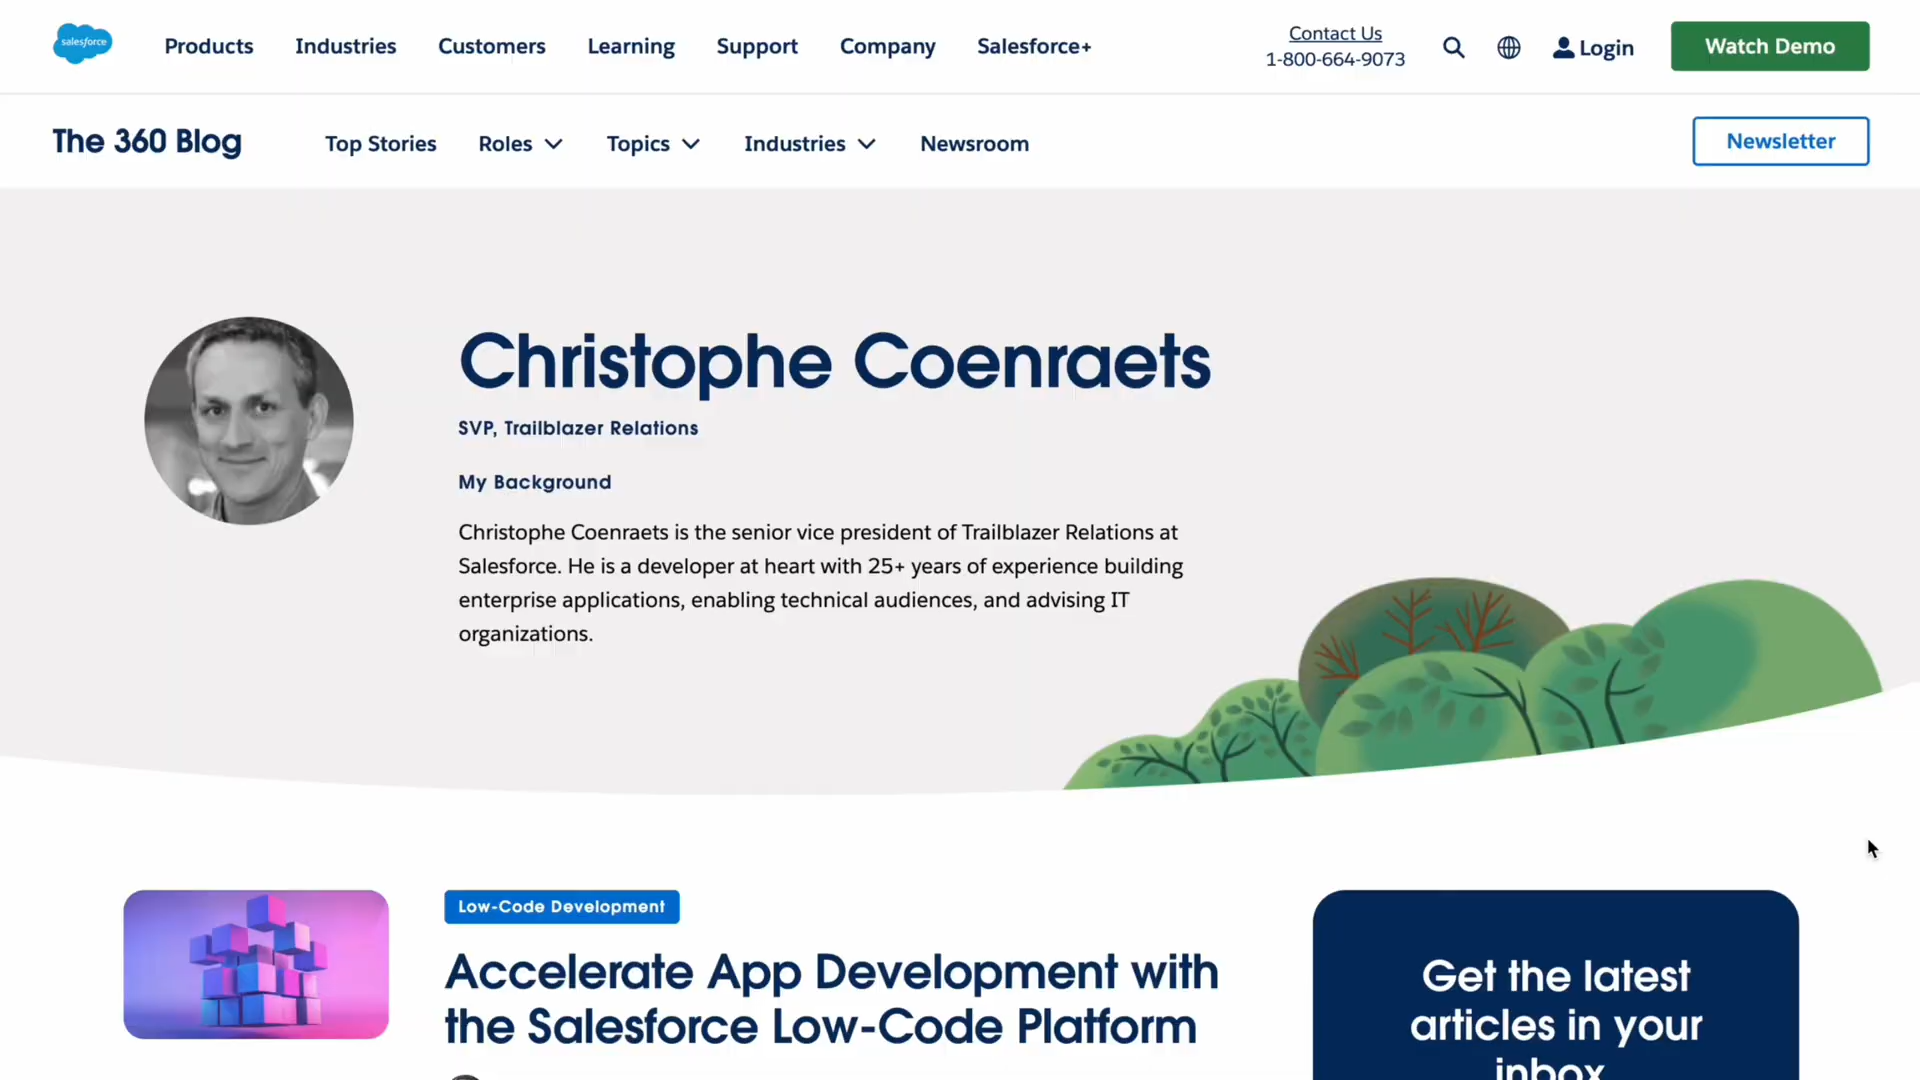 salesforce
Products Industries Customers Learning Support Company Salesforce+
Contact Us
1-800-664-9073
Login
Watch Demo
The 360 Blog
Top Stories Roles Topics Industries Newsroom
Newsletter
Christophe Coenraets
SVP, Trailblazer Relations
My Background
Christophe Coenraets is the senior vice president of Trailblazer Relations at
Salesforce. He is a developer at heart with 25+ years of experience building
enterprise applications, enabling technical audiences, and advising IT
organizations.
Low-Code Development
Accelerate App Development with
the Salesforce Low-Code Platform
Get the latest
articles in your
inbox